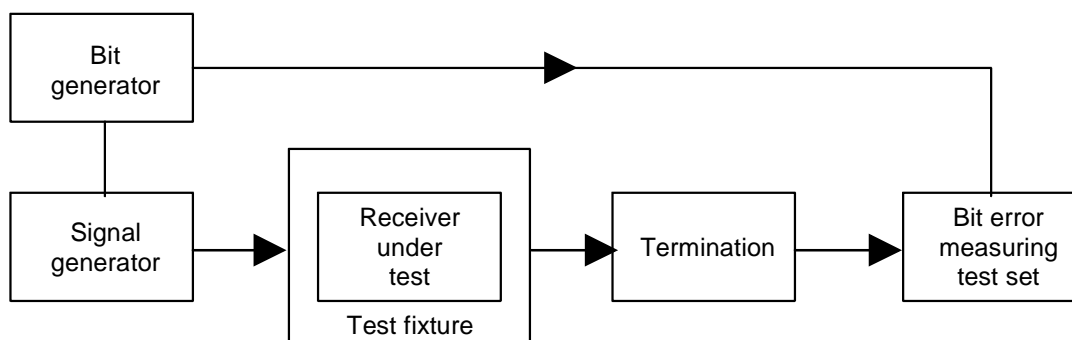 Bit
generator
Signal
generator
Receiver
under
test
Test fixture
Termination
Bit error
measuring
test set